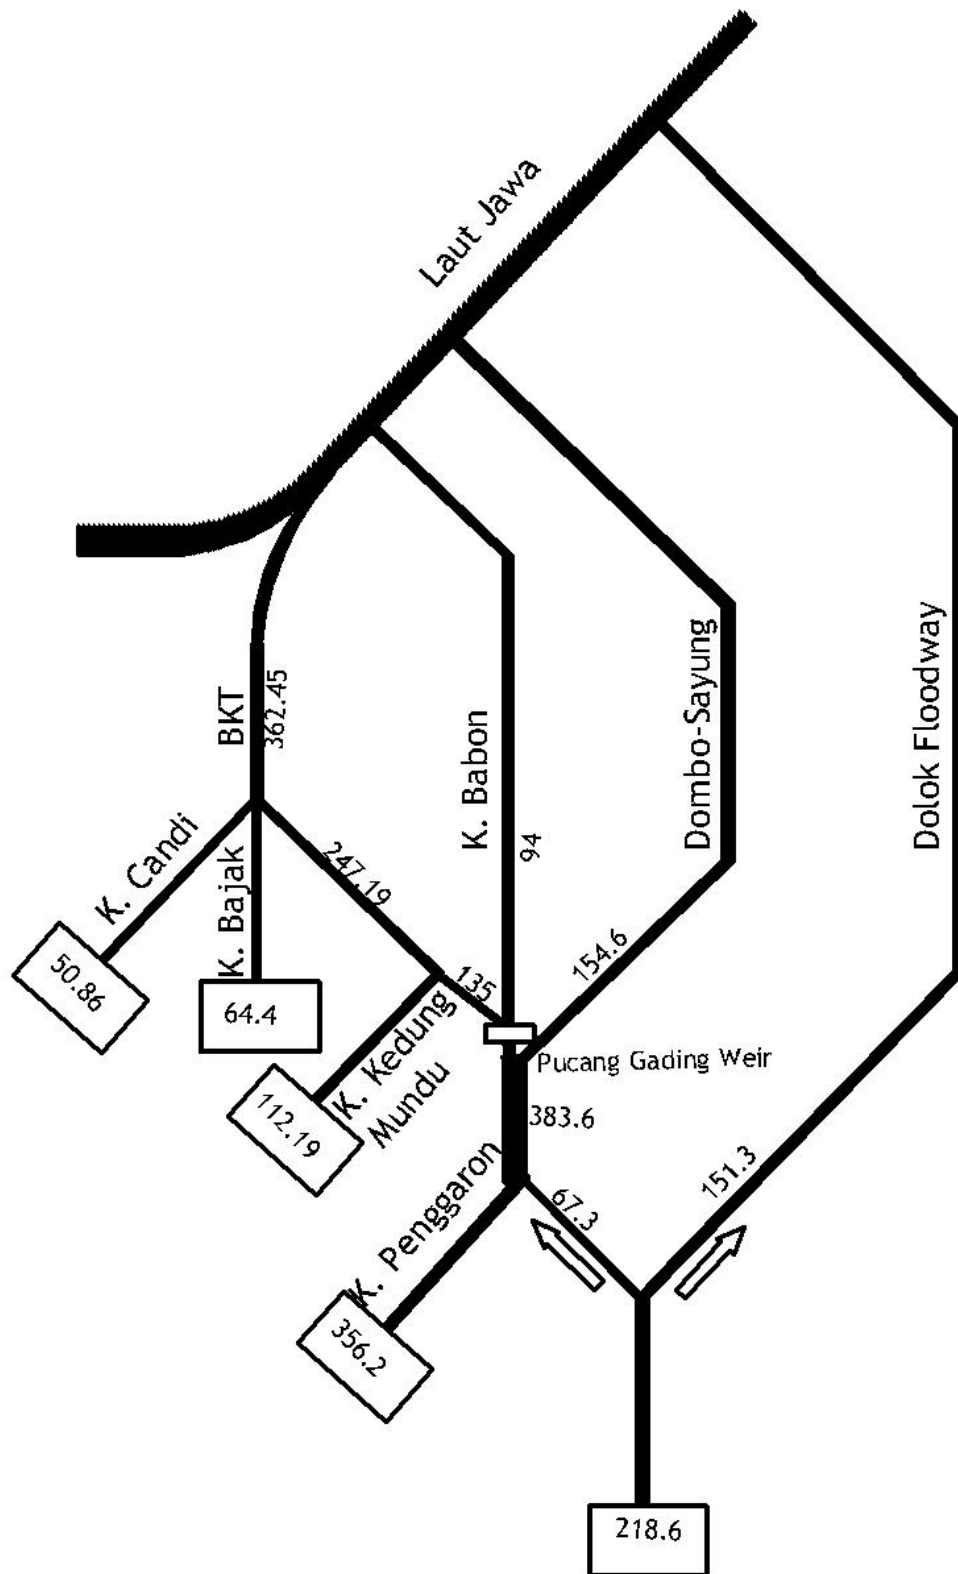 Laut Jawa
BKT
362.45
K. Babon
94
Dombo-Sayung
Dolok Floodway
K. Candi
K. Bajak
247.19
135
154.6
50.86
64.4
K. Kedung
Mundu
112.19
Pucang Gading Weir
383.6
K. Penggaron
67.3
151.3
356.2
218.6